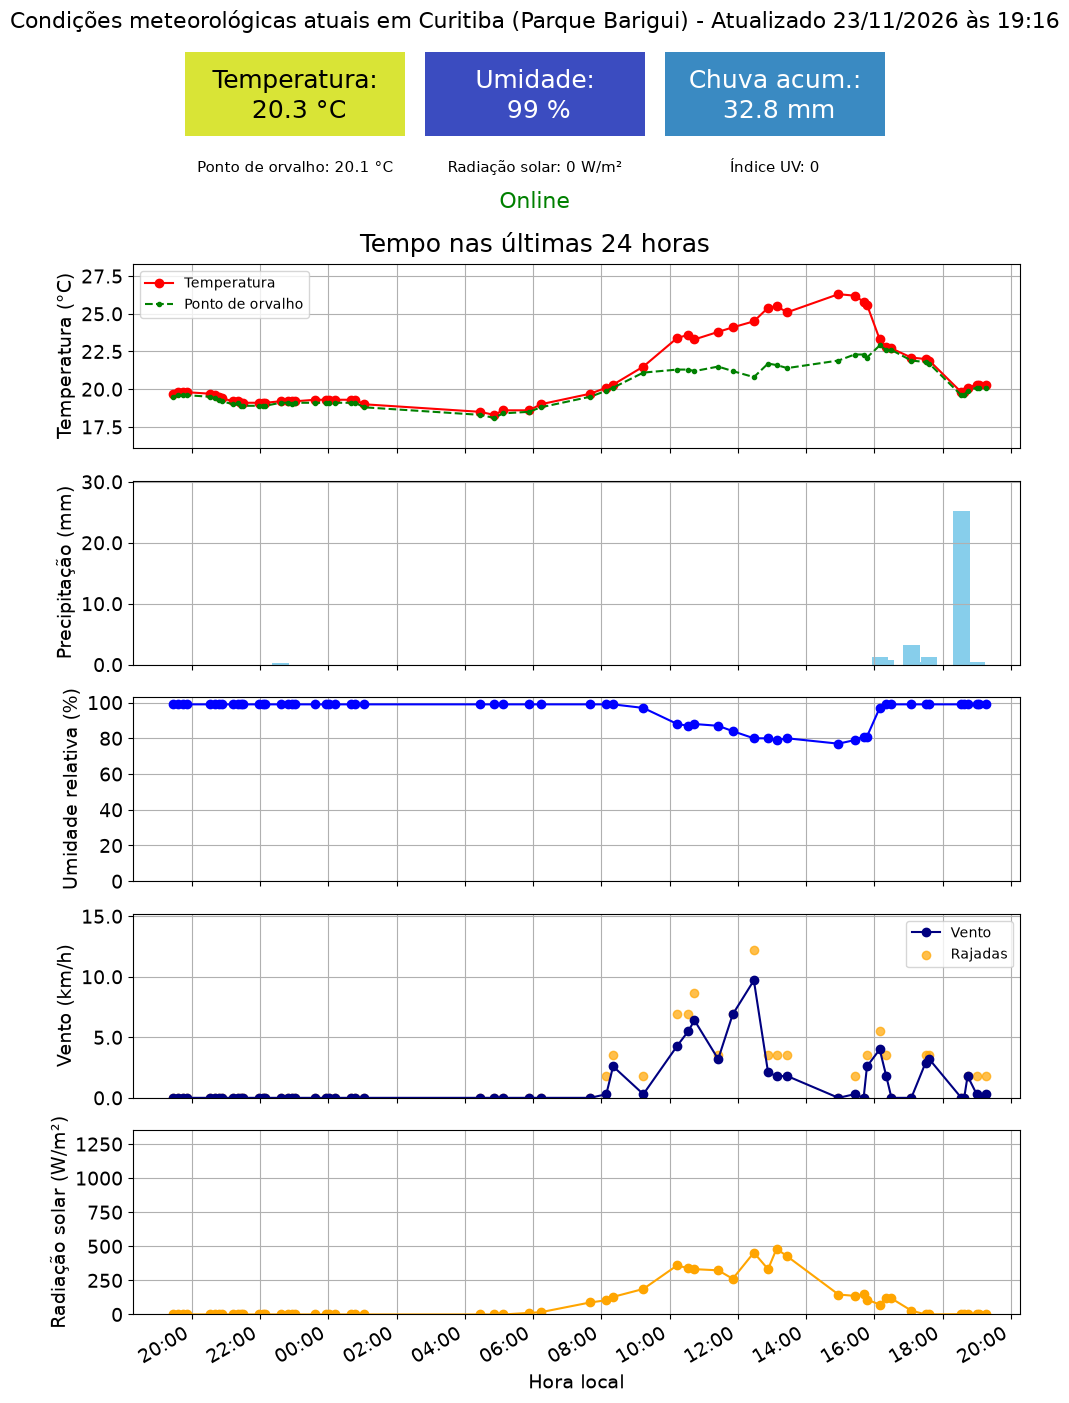 Condições meteorológicas atuais em Curitiba (Parque Barigui) - Atualizado 23/11/2026 às 19:16
Temperatura:
20.3 °C
Umidade:
99 %
Chuva acum.:
32.8 mm
Ponto de orvalho: 20.1 °C
Radiação solar: 0 W/m²
Índice UV: 0
Online
Tempo nas últimas 24 horas
Temperatura (°C)
27.5
25.0
22.5
20.0
17.5
Temperatura
Ponto de orvalho
Precipitação (mm)
30.0
20.0
10.0
0.0
Umidade relativa (%)
100
80
60
40
20
0
Vento (km/h)
15.0
10.0
5.0
0.0
Vento
Rajadas
Radiação solar (W/m²)
1250
1000
750
500
250
0
20:00
22:00
00:00
02:00
04:00
06:00
08:00
10:00
12:00
14:00
16:00
18:00
20:00
Hora local